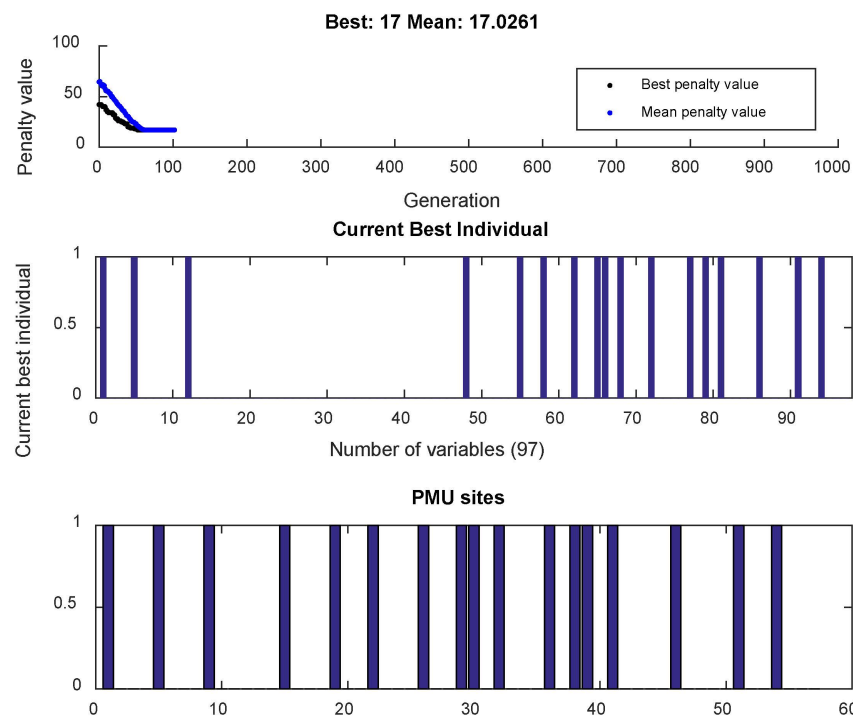 Best: 17 Mean: 17.0261
100
50
0
Penalty value
Best penalty value
Mean penalty value
0 100 200 300 400 500 600 700 800 900 1000
Generation
Current Best Individual
1
0.5
0
Current best individual
0 10 20 30 40 50 60 70 80 90
Number of variables (97)
PMU sites
1
0.5
0
0 10 20 30 40 50 60